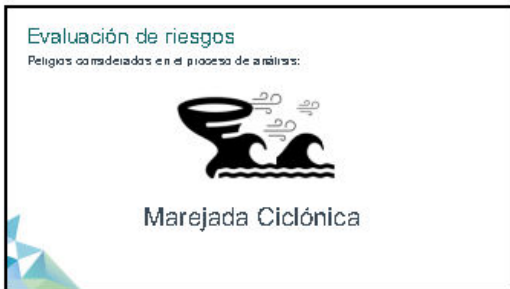 Evaluación de riesgos
Peligros considerados en el proceso de análisis:
Marejada Ciclónica